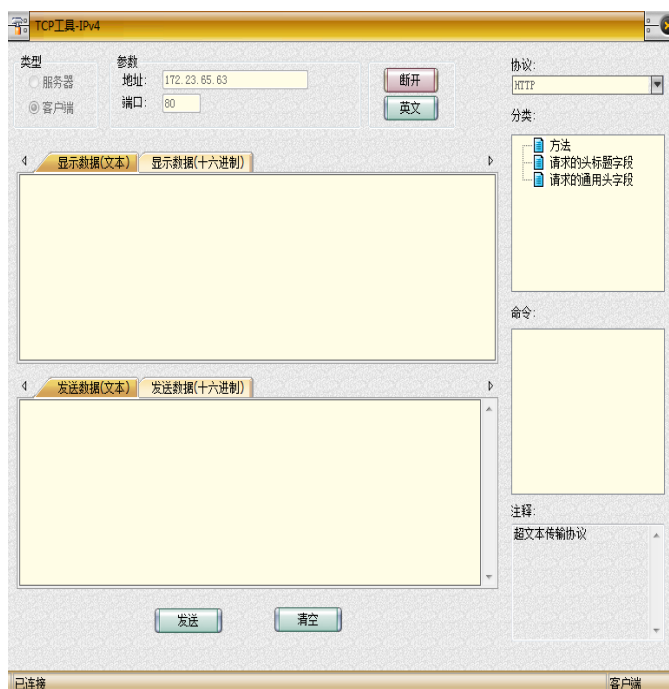 TCP工具-IPv4
类型
服务器
客户端
参数
地址: 172.23.65.63
端口: 80
断开
英文
协议:
HTTP
分类:
方法
请求的头标题字段
请求的通用头字段
显示数据(文本) 显示数据(十六进制)
命令:
发送数据(文本) 发送数据(十六进制)
注释:
超文本传输协议
发送 清空
已连接 客户端